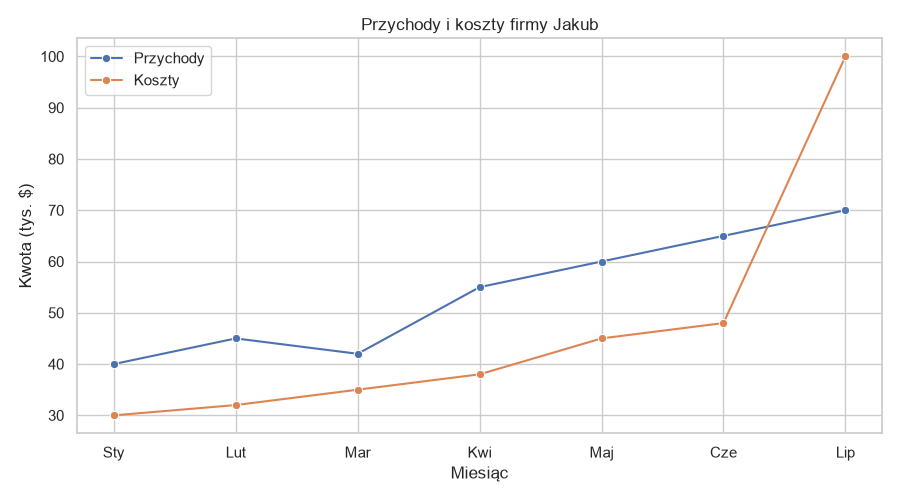 Przychody i koszty firmy Jakub
Przychody
Koszty
Kwota (tys. $)
100
90
80
70
60
50
40
30
Sty Lut Mar Kwi Maj Cze Lip
Miesiąc